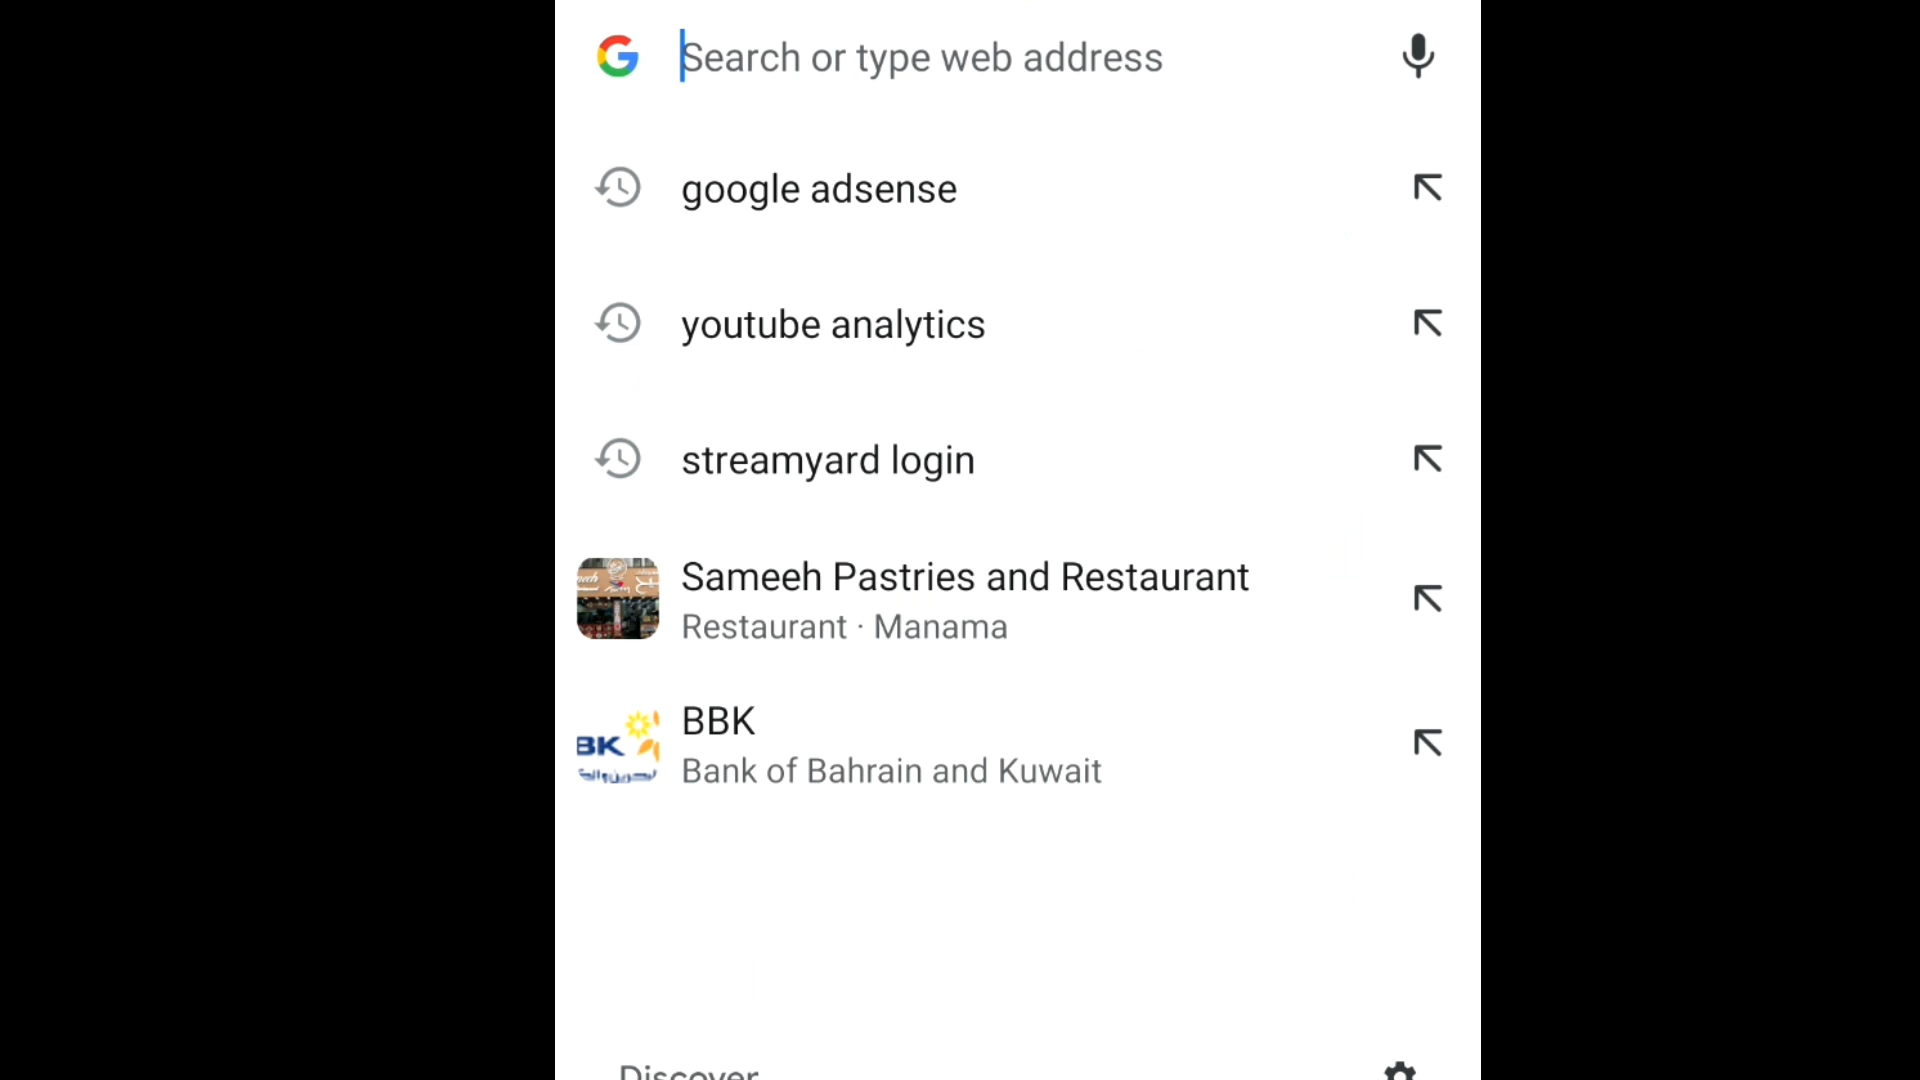 Search or type web address
google adsense
youtube analytics
streamyard login
Sameeh Pastries and Restaurant
Restaurant · Manama
BBK
Bank of Bahrain and Kuwait
Discover